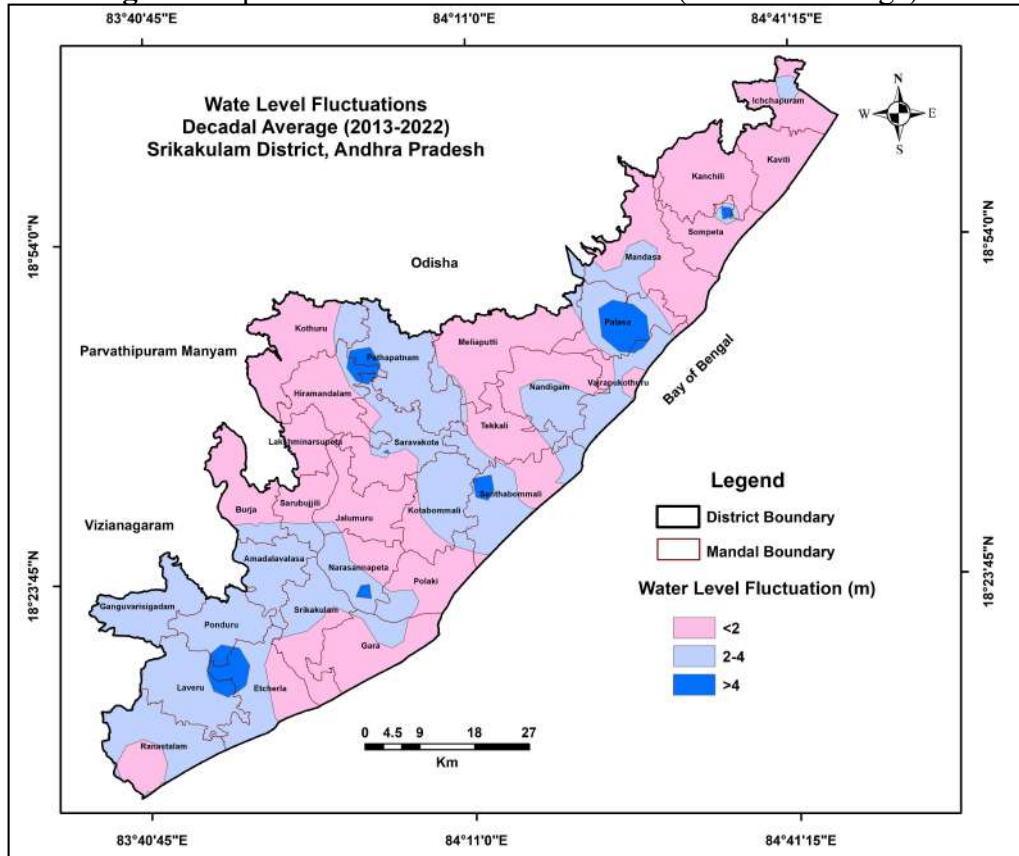 83°40'45"E
84°11'0"E
84°41'15"E
Wate Level Fluctuations
Decadal Average (2013-2022)
Srikakulam District, Andhra Pradesh
N
W
E
S
18°54'0"N
18°54'0"N
18°23'45"N
18°23'45"N
Odisha
Parvathipuram Manyam
Vizianagaram
Bay of Bengal
Ichchapuram
Kaviti
Kanchili
Sompeta
Mandasa
Palasa
Vajrapukothuru
Kothuru
Pathapatnam
Meliaputti
Nandigam
Hiramandalam
Tekkali
Lakshminarsupeta
Saravakota
Santhabommali
Burja
Sarubujjili
Jalumuru
Kotabommali
Amadalavalasa
Narasannapeta
Polaki
Ganguvarisigadam
Ponduru
Srikakulam
Gara
Laveru
Etcherla
Ranastalam
Legend
District Boundary
Mandal Boundary
Water Level Fluctuation (m)
<2
2-4
>4
0 4.5 9 18 27
Km
83°40'45"E
84°11'0"E
84°41'15"E